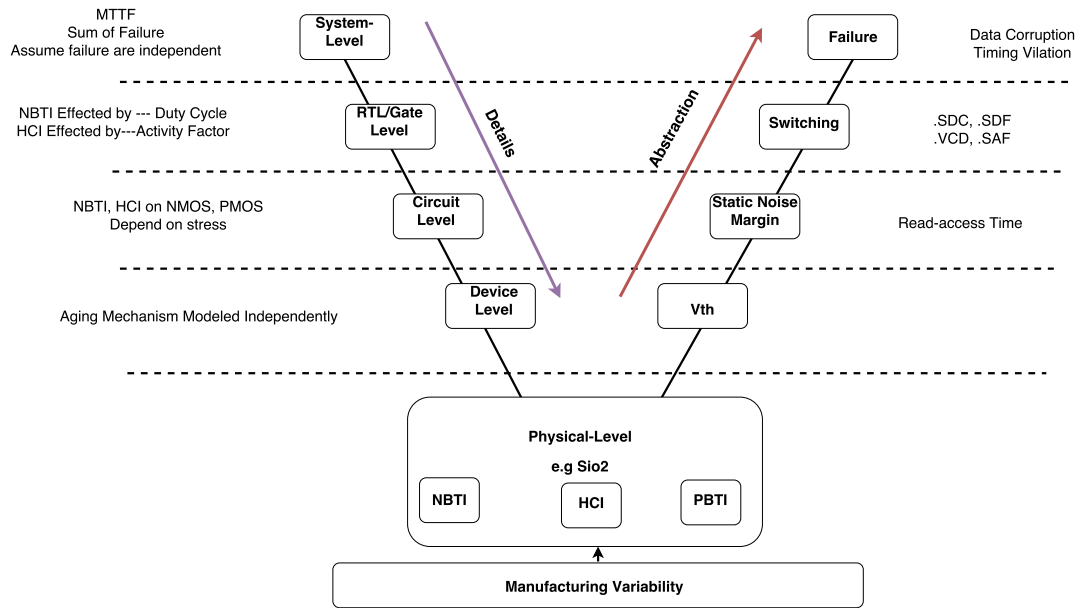 MTTF
Sum of Failure
Assume failure are independent
System-
Level
Failure
Data Corruption
Timing Vilation
NBTI Effected by --- Duty Cycle
HCI Effected by---Activity Factor
RTL/Gate
Level
Details
Abstraction
Switching
.SDC, .SDF
.VCD, .SAF
NBTI, HCI on NMOS, PMOS
Depend on stress
Circuit
Level
Static Noise
Margin
Read-access Time
Aging Mechanism Modeled Independently
Device
Level
Vth
Physical-Level
e.g Sio2
NBTI
HCI
PBTI
Manufacturing Variability